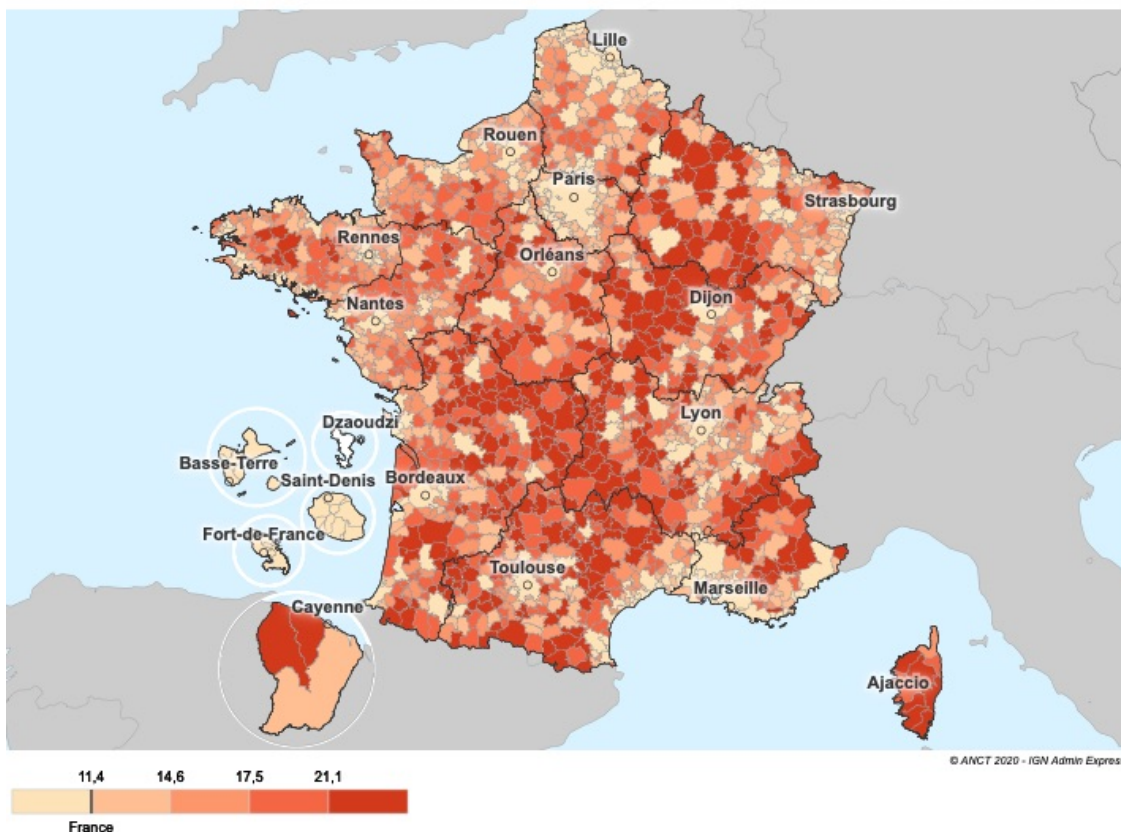 Lille
Rouen
Paris
Strasbourg
Rennes
Orléans
Nantes
Dijon
Lyon
Dzaoudzi
Basse-Terre
Saint-Denis
Bordeaux
Fort-de-France
Toulouse
Marseille
Cayenne
Ajaccio
© ANCT 2020 - IGN Admin Express
11,4 14,6 17,5 21,1
France